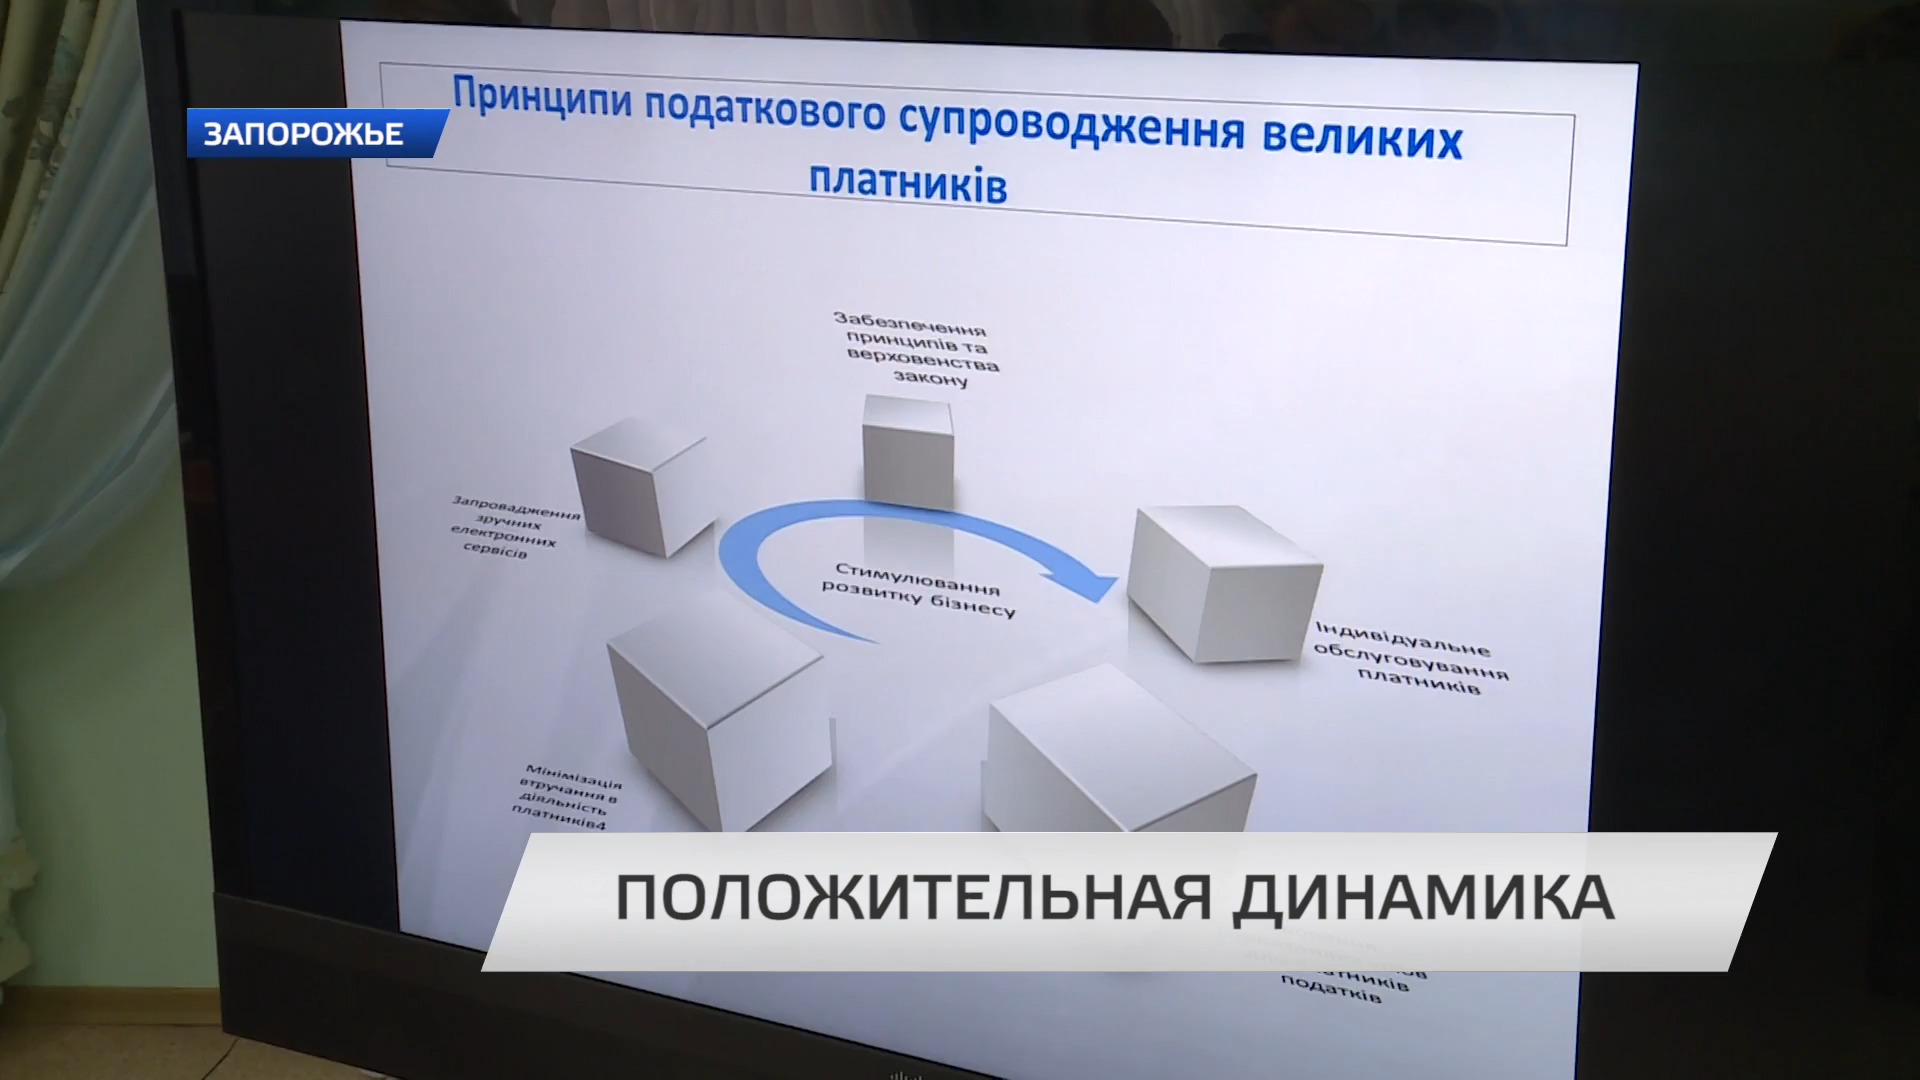 ЗАПОРОЖЬЕ
Принципи податкового супроводження великих
платників
Забезпечення
принципів та
верховенства
закону
Запровадження
зручних
електронних
сервісів
Стимулювання
розвитку бізнесу
Індивідуальне
обслуговування
платників
Мінімізація
втручання в
діяльність
платників4
ПОЛОЖИТЕЛЬНАЯ ДИНАМИКА
платників
податків